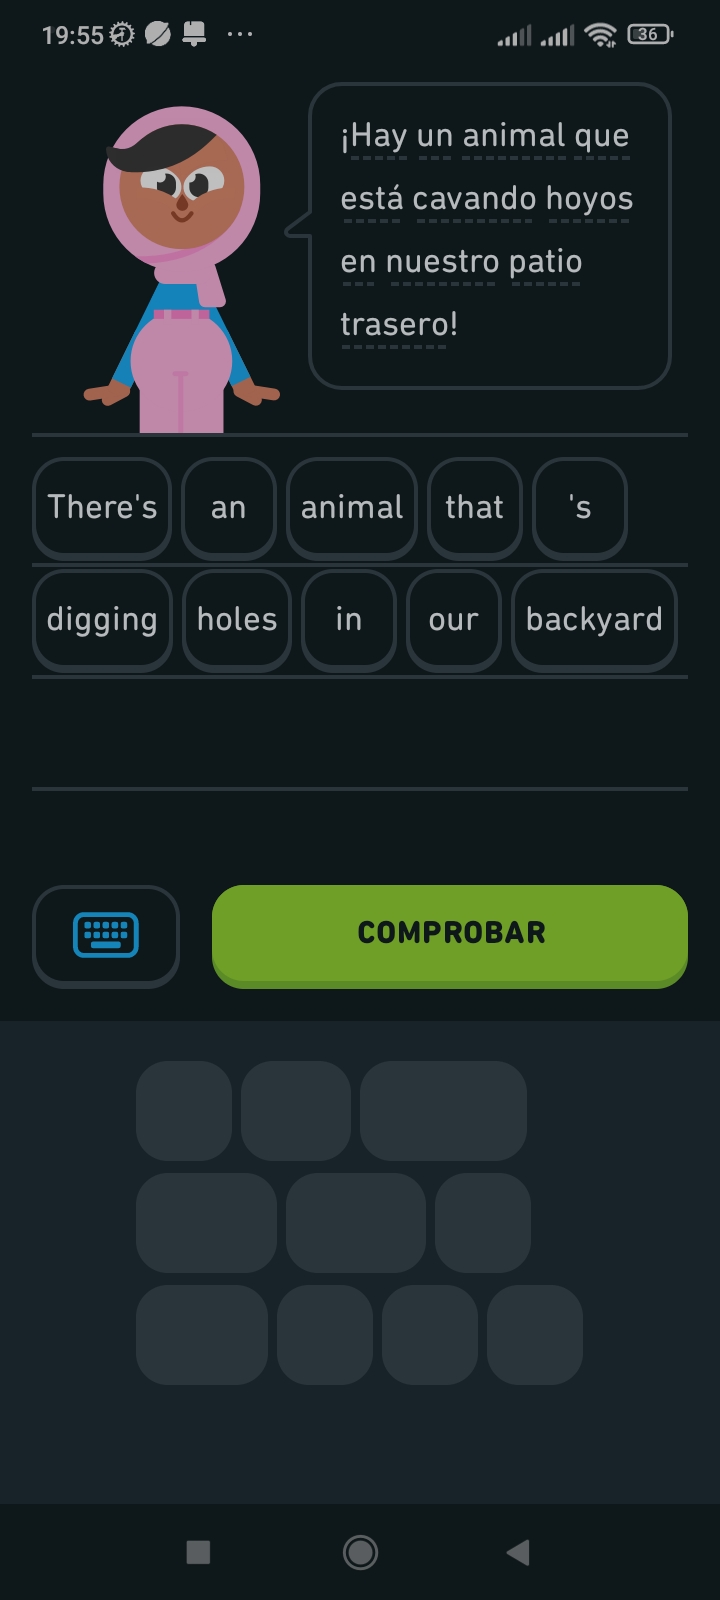 19:55
36
¡Hay un animal que
está cavando hoyos
en nuestro patio
trasero!
There's an animal that 's
digging holes in our backyard
COMPROBAR